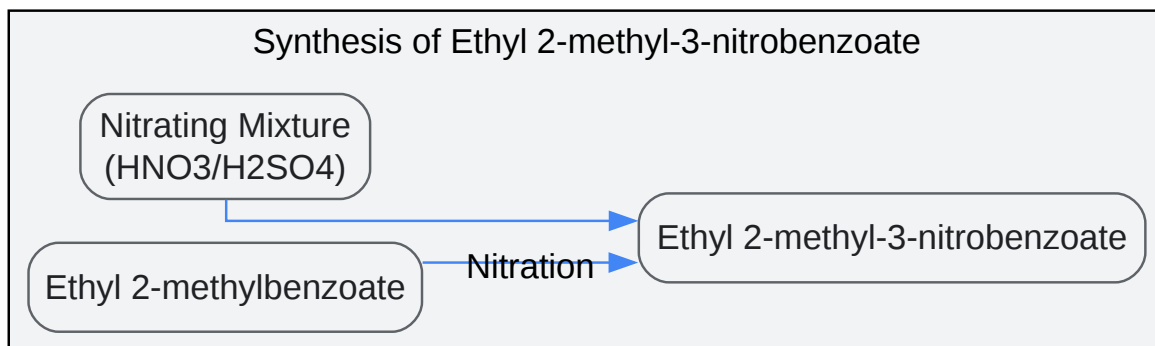 Synthesis of Ethyl 2-methyl-3-nitrobenzoate
Nitrating Mixture
(HNO3/H2SO4)
Ethyl 2-methyl-3-nitrobenzoate
Nitration
Ethyl 2-methylbenzoate